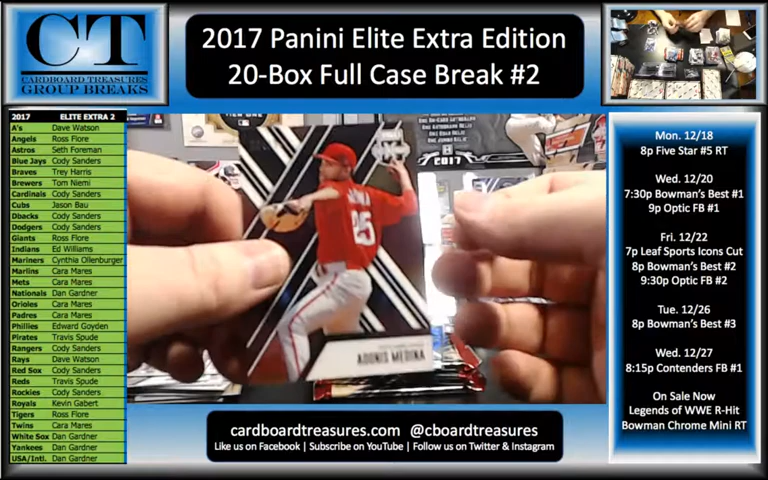 CT
CARDBOARD TREASURES
GROUP BREAKS
2017 Panini Elite Extra Edition
20-Box Full Case Break #2
2017 ELITE EXTRA 2
A's Dave Watson
Angels Ross Flore
Astros Seth Foreman
Blue Jays Cody Sanders
Braves Trey Harris
Brewers Tom Niemi
Cardinals Cody Sanders
Cubs Jason Bau
Dbacks Cody Sanders
Dodgers Cody Sanders
Giants Ross Flore
Indians Ed Williams
Mariners Cynthia Ollenburger
Marlins Cara Mares
Mets Cara Mares
Nationals Dan Gardner
Orioles Cara Mares
Padres Cara Mares
Phillies Edward Goyden
Pirates Travis Spude
Rangers Cody Sanders
Rays Dave Watson
Red Sox Cody Sanders
Reds Travis Spude
Rockies Cody Sanders
Royals Kevin Gabert
Tigers Ross Flore
Twins Cara Mares
White Sox Dan Gardner
Yankees Dan Gardner
USA/Intl. Dan Gardner
2017
25
ADONIS MEDINA
Mon. 12/18
8p Five Star #5 RT
Wed. 12/20
7:30p Bowman's Best #1
9p Optic FB #1
Fri. 12/22
7p Leaf Sports Icons Cut
8p Bowman's Best #2
9:30p Optic FB #2
Tue. 12/26
8p Bowman's Best #3
Wed. 12/27
8:15p Contenders FB #1
On Sale Now
Legends of WWE R-Hit
Bowman Chrome Mini RT
cardboardtreasures.com @cboardtreasures
Like us on Facebook | Subscribe on YouTube | Follow us on Twitter & Instagram